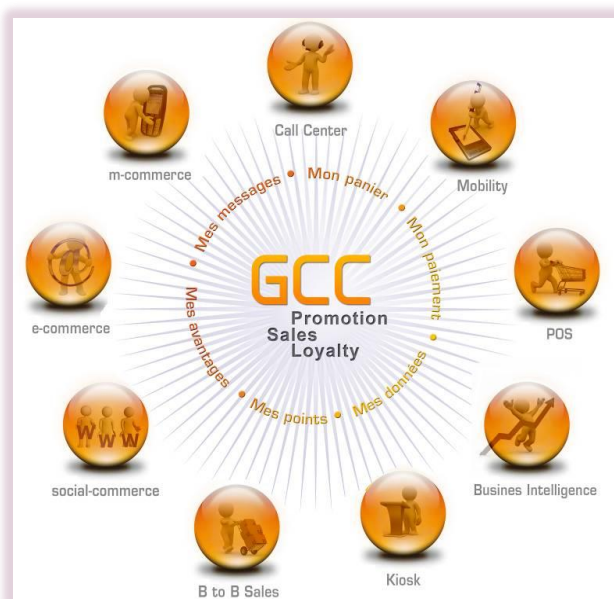 Call Center
m-commerce
Mobility
Mes messages • Mon panier • Mon paiement • Mes données • Mes points • Mes avantages •
GCC
Promotion
Sales
Loyalty
e-commerce
POS
WWW
social-commerce
Busines Intelligence
B to B Sales
Kiosk